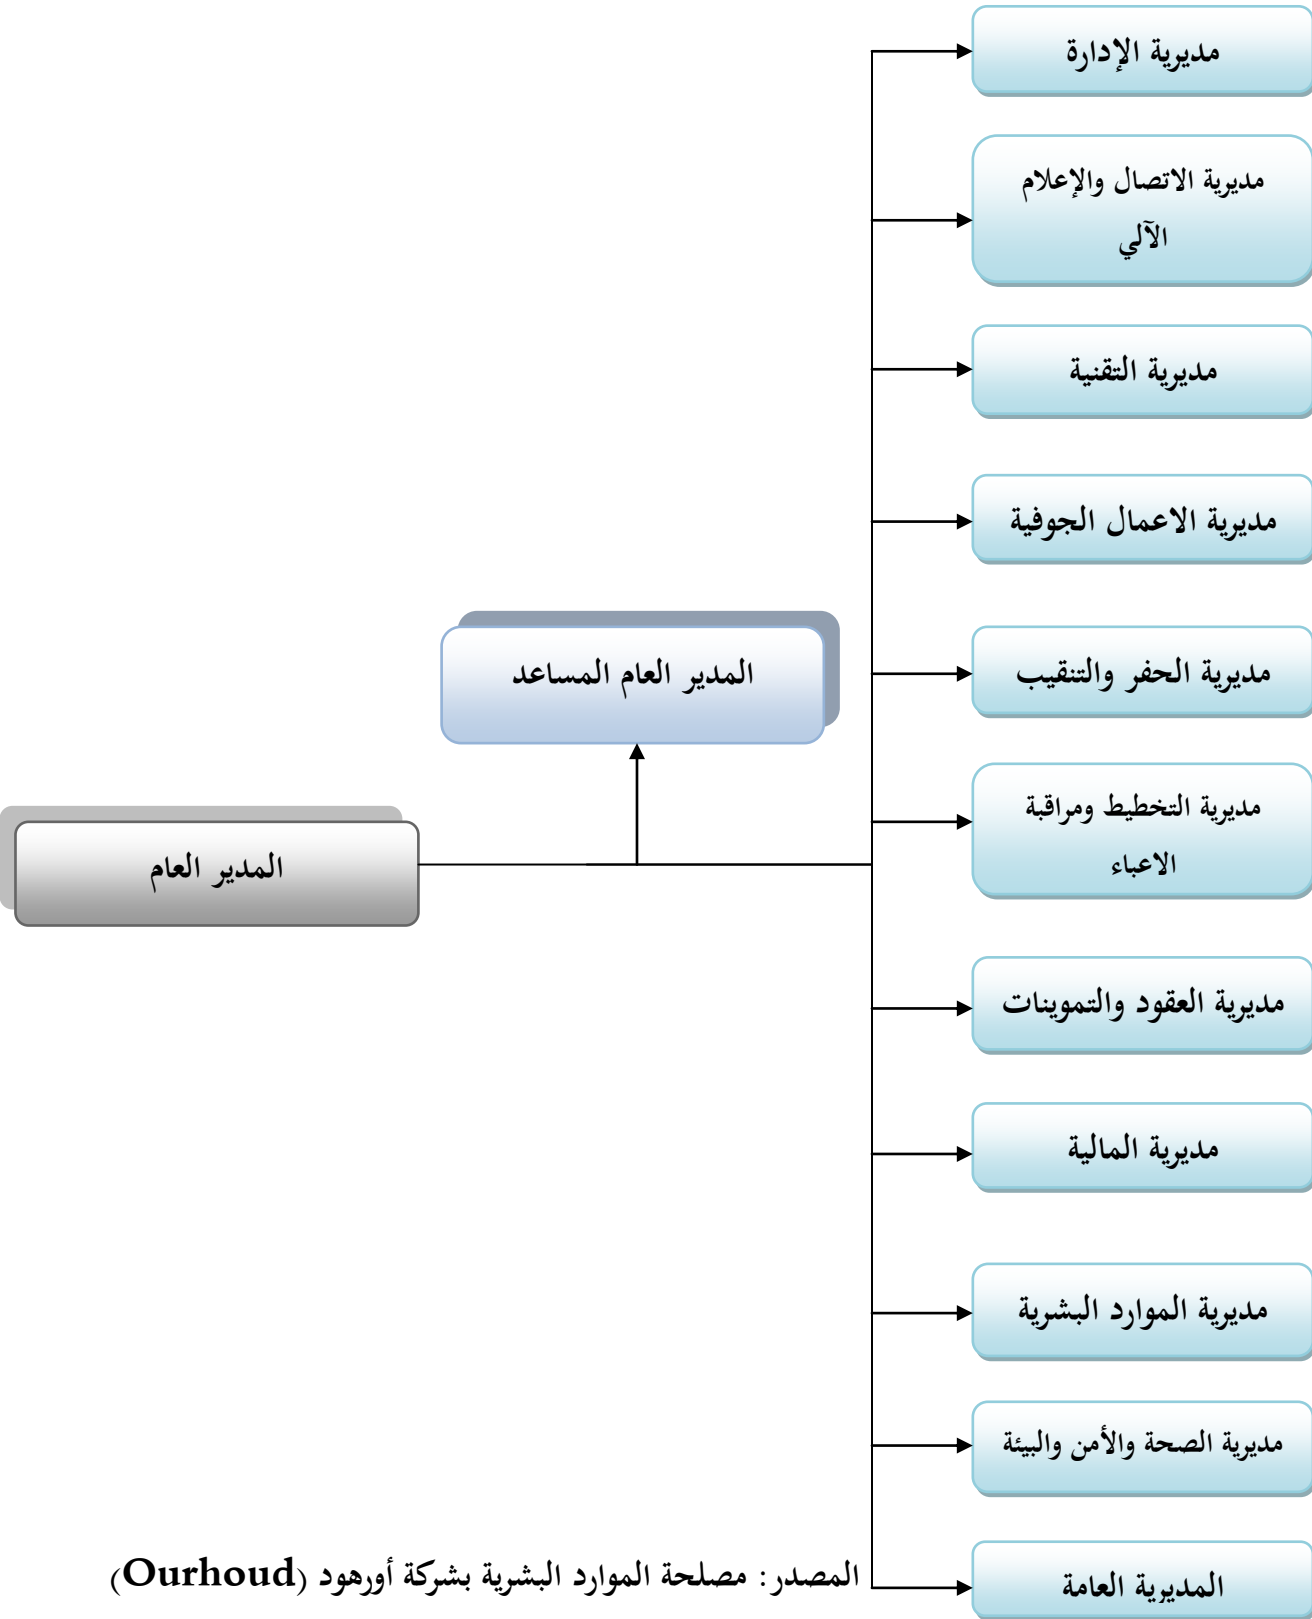 مديرية الإدارة
مديرية الاتصال والإعلام
الآلي
مديرية التقنية
مديرية الاعمال الجوفية
مديرية الحفر والتنقيب
المدير العام المساعد
مديرية التخطيط ومراقبة
الاعباء
المدير العام
مديرية العقود والتموينات
مديرية المالية
مديرية الموارد البشرية
مديرية الصحة والأمن والبيئة
المديرية العامة
المصدر: مصلحة الموارد البشرية بشركة أورهود (Ourhoud)